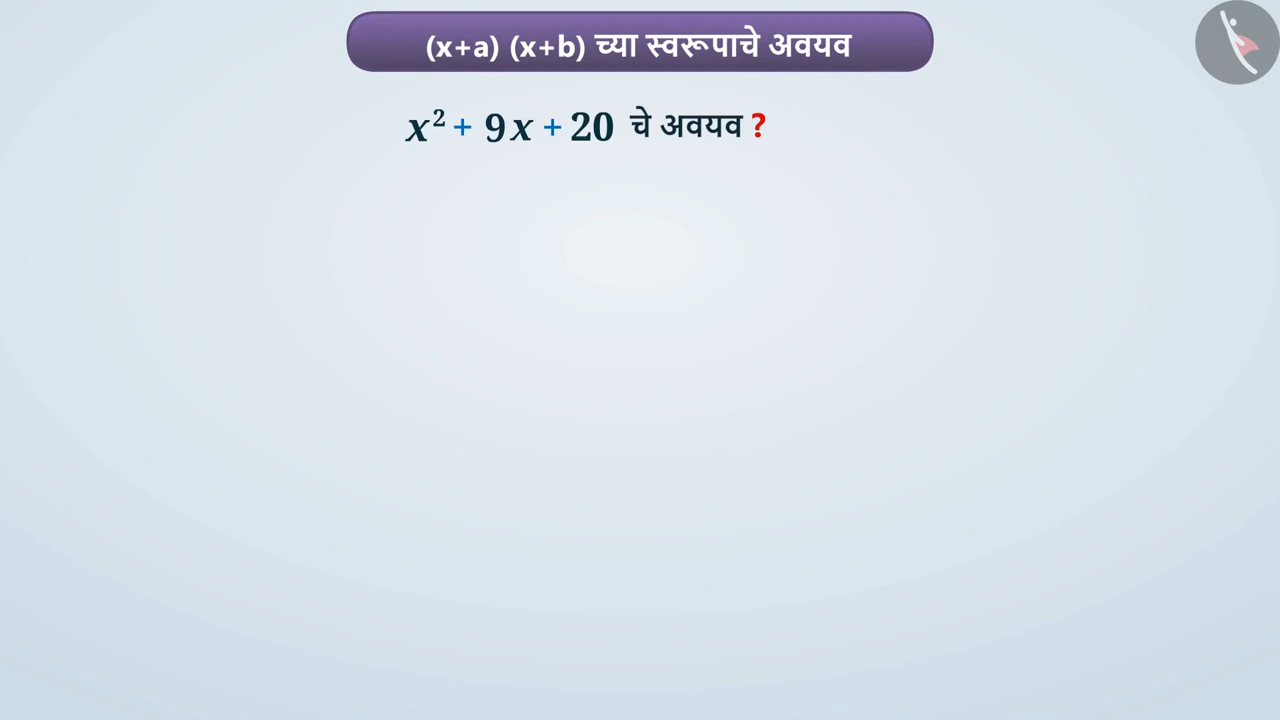 (x+a) (x+b) च्या स्वरूपाचे अवयव
x² + 9x + 20 चे अवयव ?